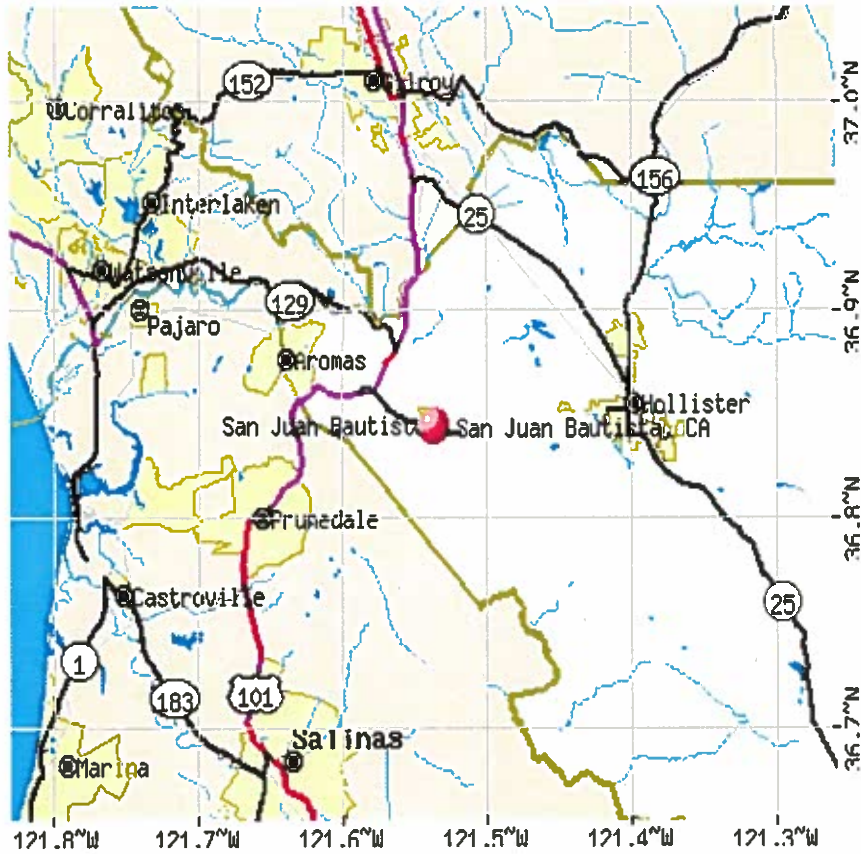 152
Gilroy
Corralitos
37.0~N
156
Interlaken
25
Watsonville
129
36.9~N
Pajaro
Aromas
Hollister
San Juan Bautist
San Juan Bautista, CA
Prunedale
36.8~N
Castroville
25
1
183
101
Salinas
36.7~N
Marina
121.8~W
121.7~W
121.6~W
121.5~W
121.4~W
121.3~W